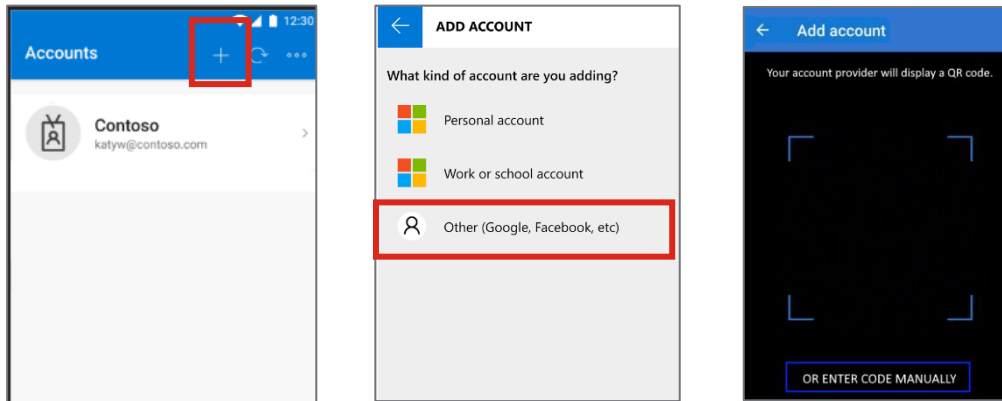 12:30
Accounts
Contoso
katyw@contoso.com
ADD ACCOUNT
What kind of account are you adding?
Personal account
Work or school account
Other (Google, Facebook, etc)
Add account
Your account provider will display a QR code.
OR ENTER CODE MANUALLY